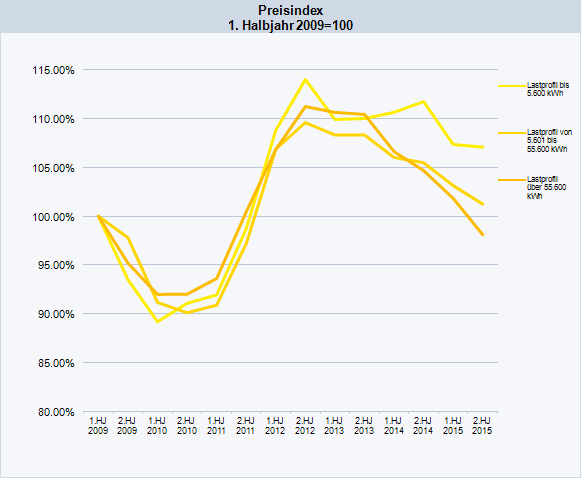 Preisindex
1. Halbjahr 2009=100
115.00%
110.00%
105.00%
100.00%
95.00%
90.00%
85.00%
80.00%
1.HJ
2009
2.HJ
2009
1.HJ
2010
2.HJ
2010
1.HJ
2011
2.HJ
2011
1.HJ
2012
2.HJ
2012
1.HJ
2013
2.HJ
2013
1.HJ
2014
2.HJ
2014
1.HJ
2015
2.HJ
2015
Lastprofil bis
5.600 kWh
Lastprofil von
5.601 bis
55.600 kWh
Lastprofil
über 55.600
kWh